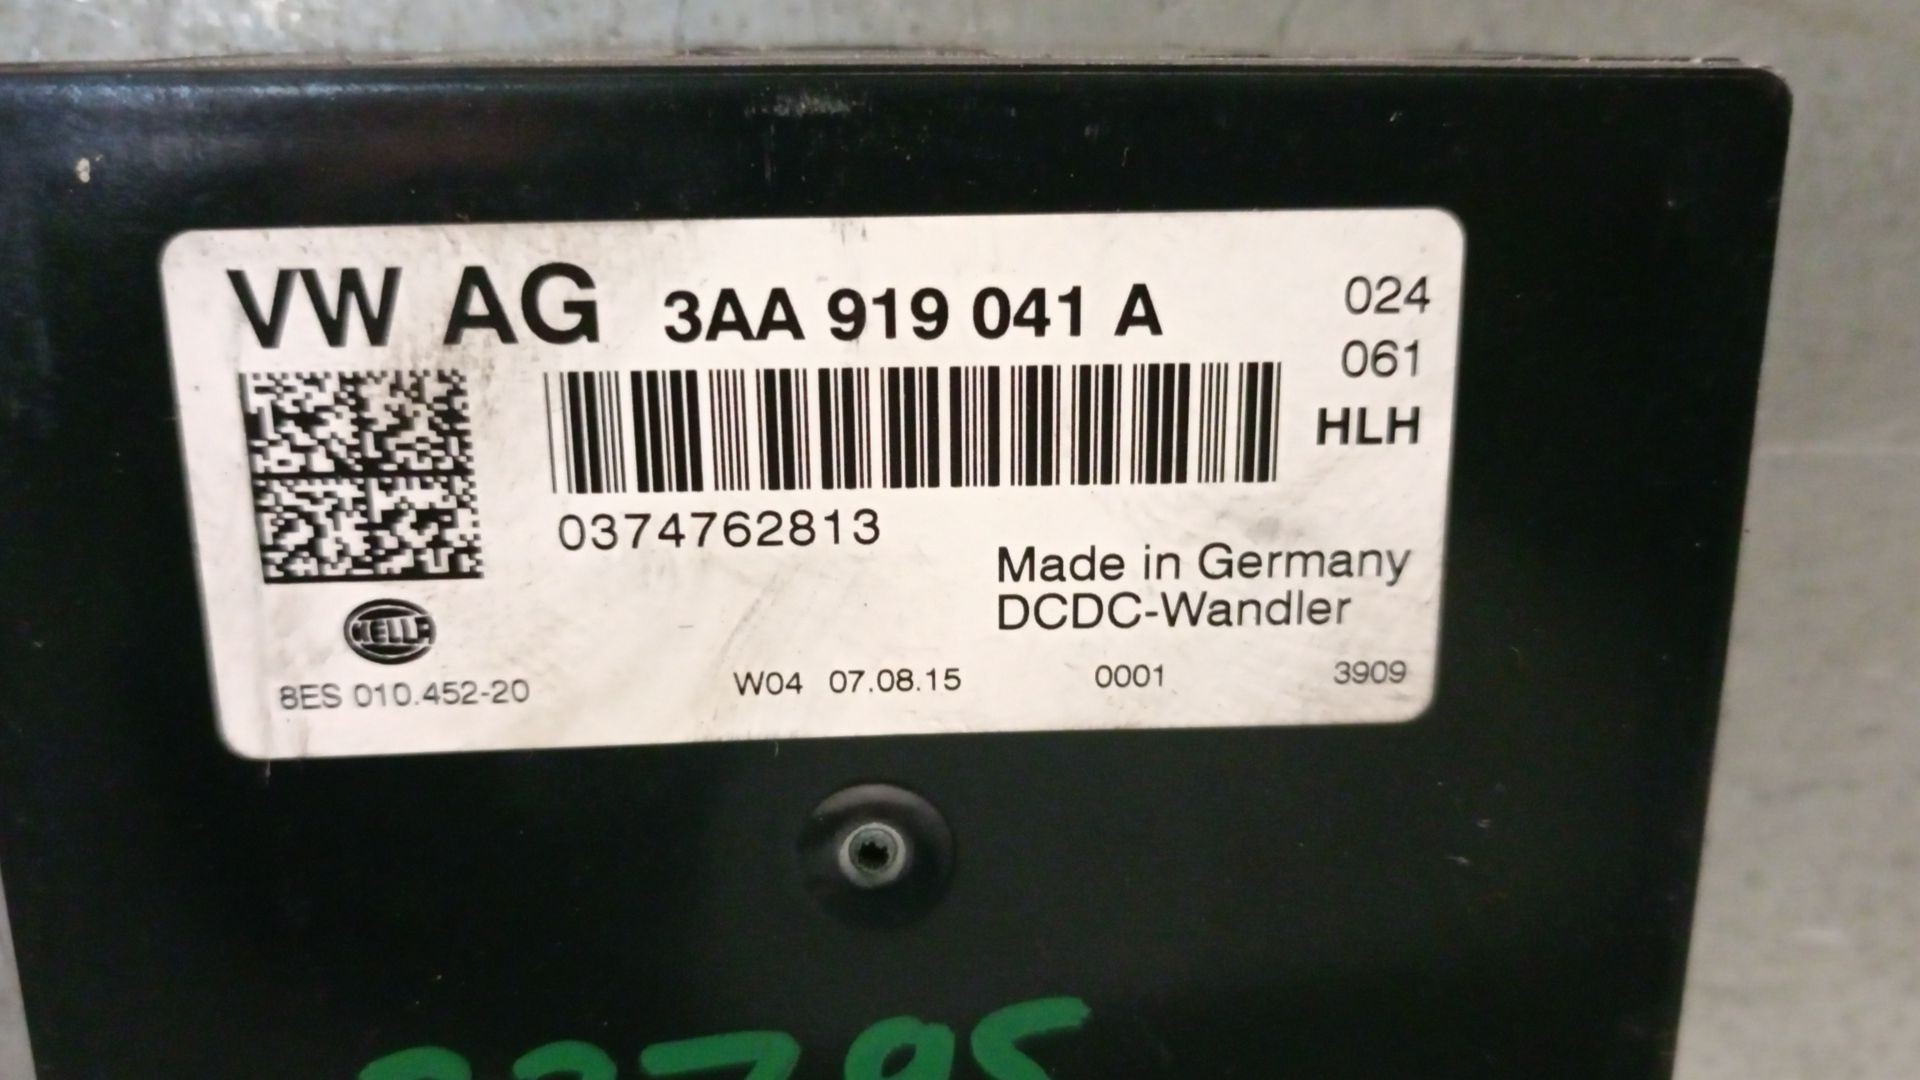 VW AG 3AA 919 041 A
024
061
HLH
0374762813
Made in Germany
DCDC-Wandler
HELLA
8ES 010.452-20
W04 07.08.15 0001 3909